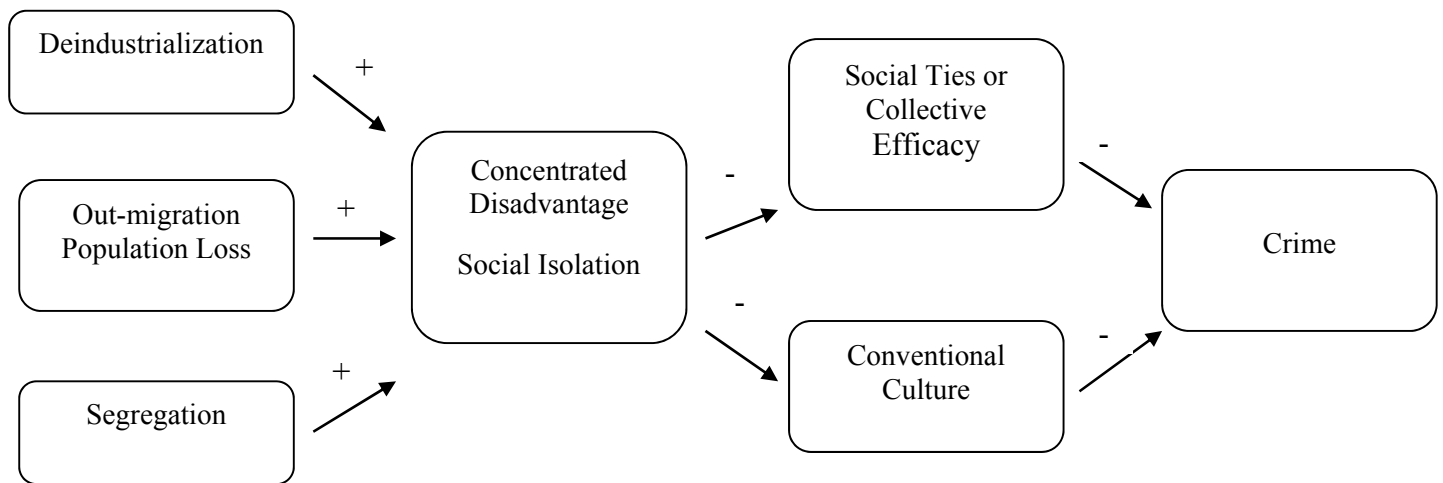 Deindustrialization
+
Out-migration
Population Loss
+
Segregation
+
Concentrated
Disadvantage
Social Isolation
-
-
Social Ties or
Collective
Efficacy
-
Conventional
Culture
-
Crime